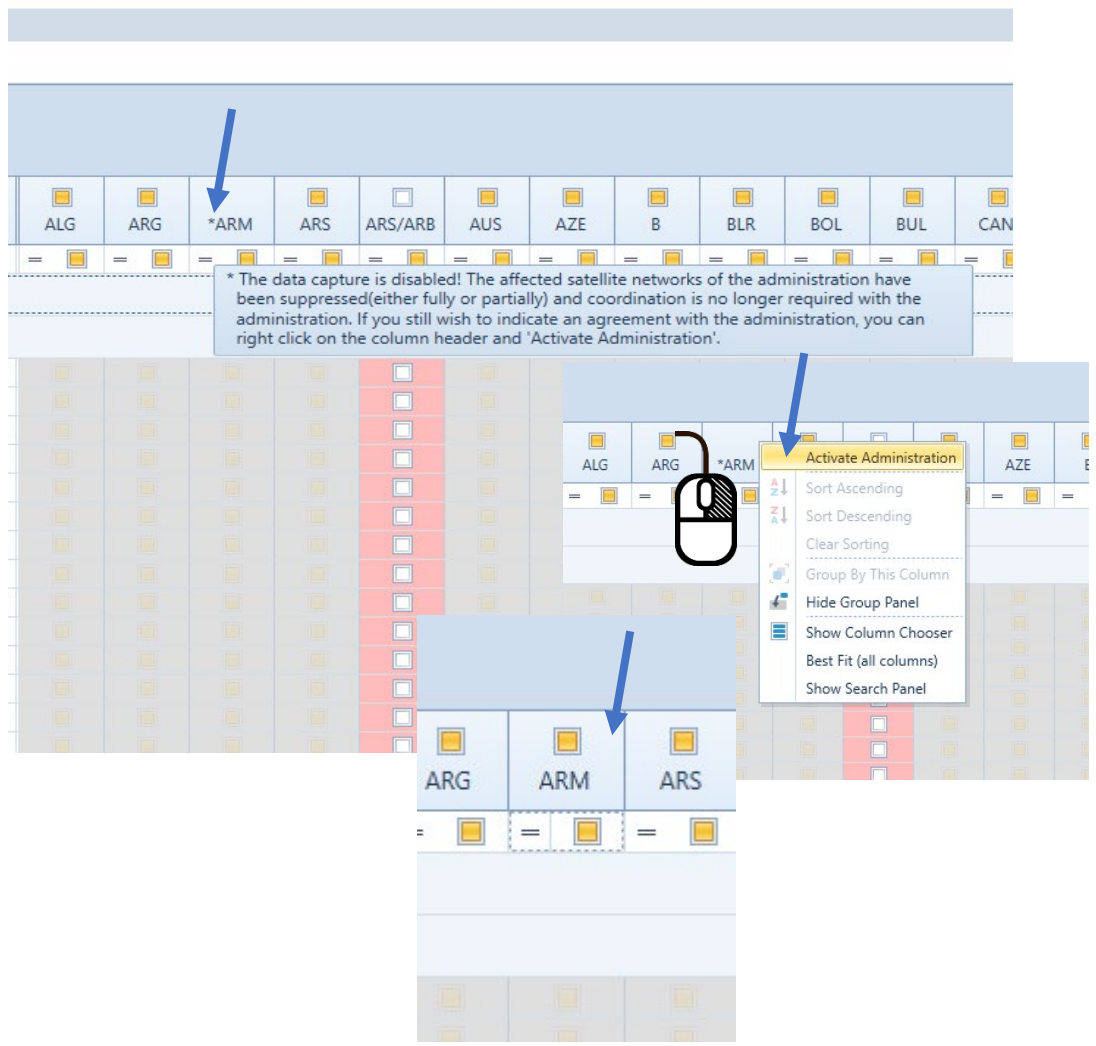 ALG ARG *ARM ARS ARS/ARB AUS AZE B BLR BOL BUL CAN
= = = = = = = = = = = =
* The data capture is disabled! The affected satellite networks of the administration have
been suppressed(either fully or partially) and coordination is no longer required with the
administration. If you still wish to indicate an agreement with the administration, you can
right click on the column header and 'Activate Administration'.
ALG ARG *ARM AZE
= = = =
Activate Administration
Sort Ascending
Sort Descending
Clear Sorting
Group By This Column
Hide Group Panel
Show Column Chooser
Best Fit (all columns)
Show Search Panel
ARG ARM ARS
= = =